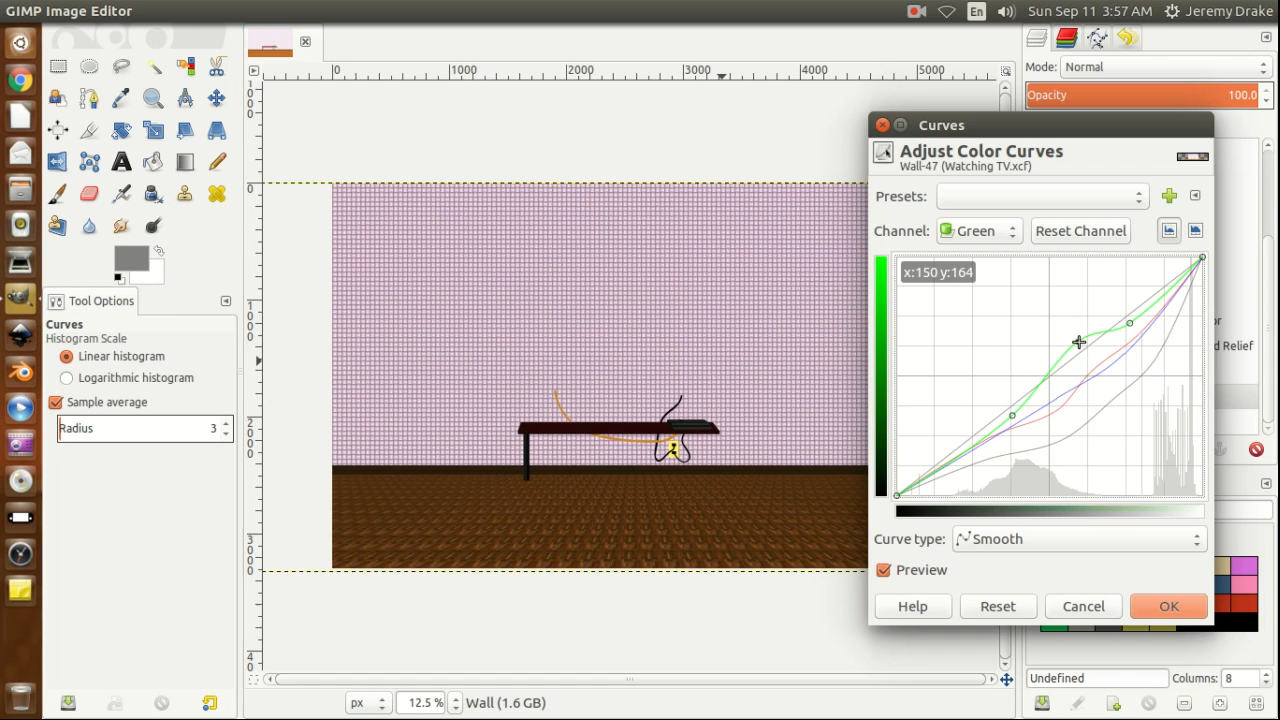 GIMP Image Editor
En
Sun Sep 11 3:57 AM
Jeremy Drake
0
1000
2000
3000
4000
5000
Mode: Normal
Opacity 100.0
Curves
Adjust Color Curves
Wall-47 (Watching TV.xcf)
Presets:
Channel: Green
Reset Channel
x:150 y:164
Tool Options
Curves
Histogram Scale
Linear histogram
Logarithmic histogram
Sample average
Radius 3
d Relief
Curve type: Smooth
Preview
Help
Reset
Cancel
OK
Undefined
Columns: 8
px
12.5 %
Wall (1.6 GB)